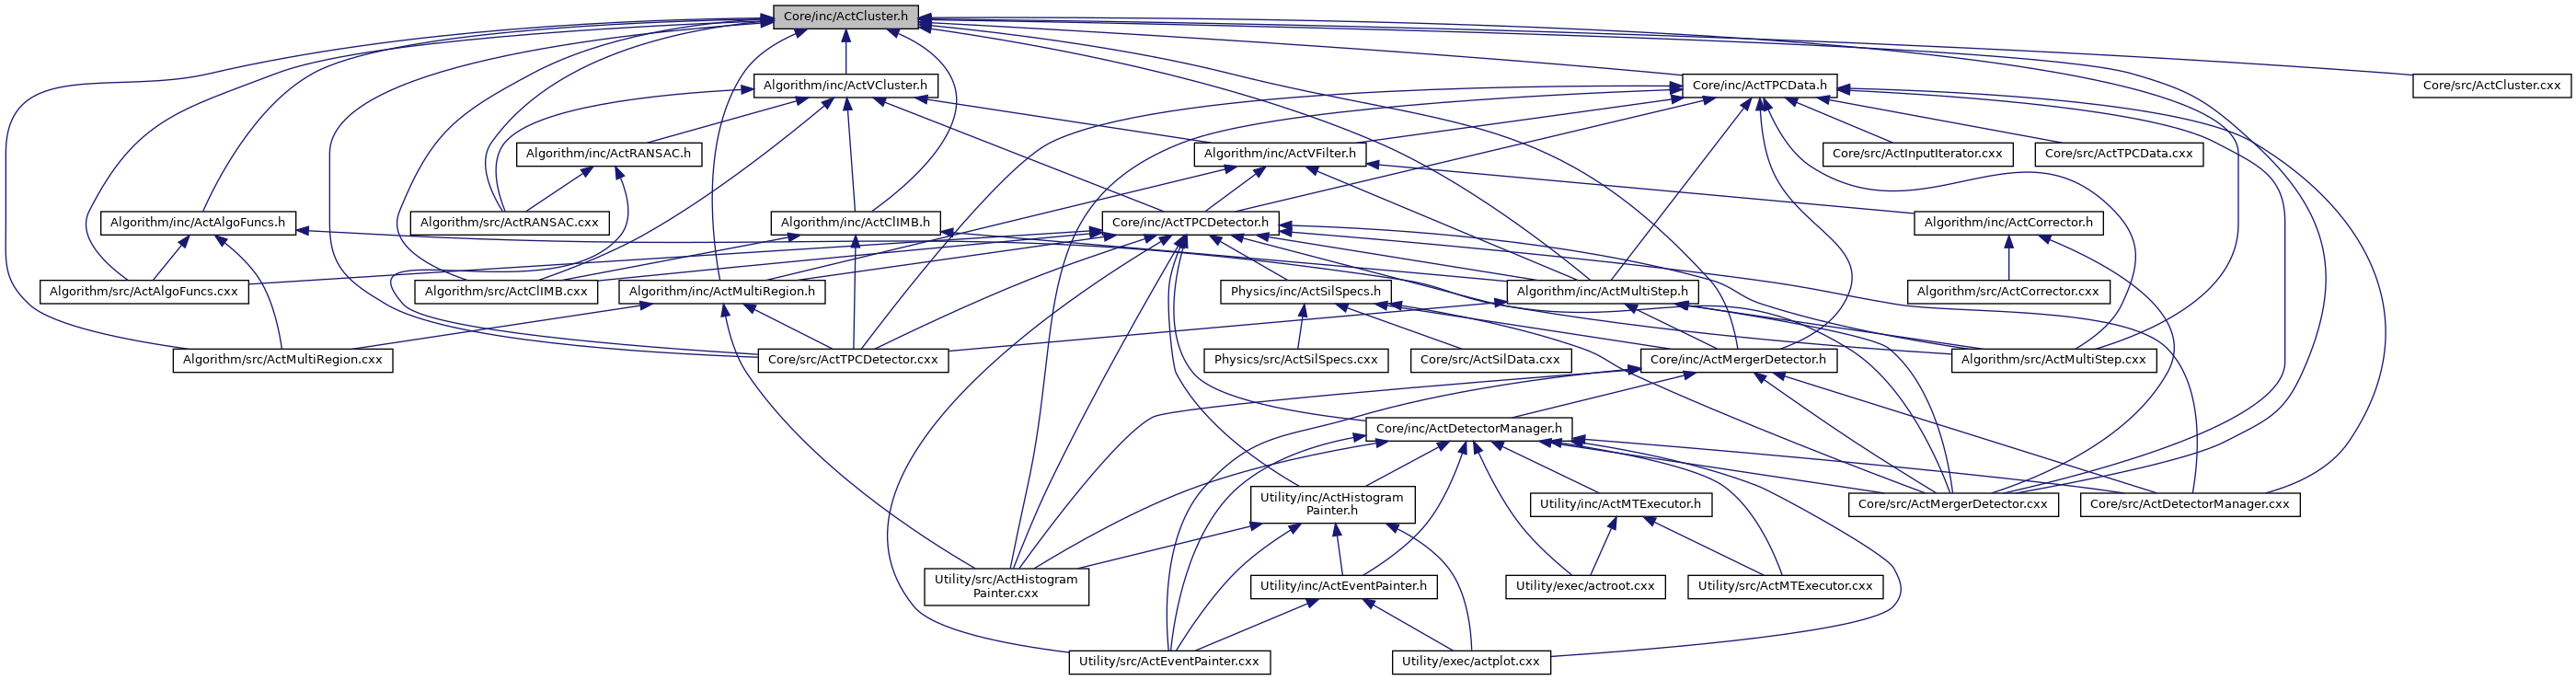 Core/inc/ActCluster.h
Algorithm/inc/ActVCluster.h
Core/inc/ActTPCData.h
Core/src/ActCluster.cxx
Algorithm/inc/ActRANSAC.h
Algorithm/inc/ActVFilter.h
Core/src/ActInputIterator.cxx
Core/src/ActTPCData.cxx
Algorithm/inc/ActAlgoFuncs.h
Algorithm/src/ActRANSAC.cxx
Algorithm/inc/ActClIMB.h
Core/inc/ActTPCDetector.h
Algorithm/inc/ActCorrector.h
Algorithm/src/ActAlgoFuncs.cxx
Algorithm/src/ActClIMB.cxx
Algorithm/inc/ActMultiRegion.h
Physics/inc/ActSilSpecs.h
Algorithm/inc/ActMultiStep.h
Algorithm/src/ActCorrector.cxx
Algorithm/src/ActMultiRegion.cxx
Core/src/ActTPCDetector.cxx
Physics/src/ActSilSpecs.cxx
Core/src/ActSilData.cxx
Core/inc/ActMergerDetector.h
Algorithm/src/ActMultiStep.cxx
Core/inc/ActDetectorManager.h
Utility/inc/ActHistogram
Painter.h
Utility/inc/ActMTExecutor.h
Core/src/ActMergerDetector.cxx
Core/src/ActDetectorManager.cxx
Utility/src/ActHistogram
Painter.cxx
Utility/inc/ActEventPainter.h
Utility/exec/actroot.cxx
Utility/src/ActMTExecutor.cxx
Utility/src/ActEventPainter.cxx
Utility/exec/actplot.cxx